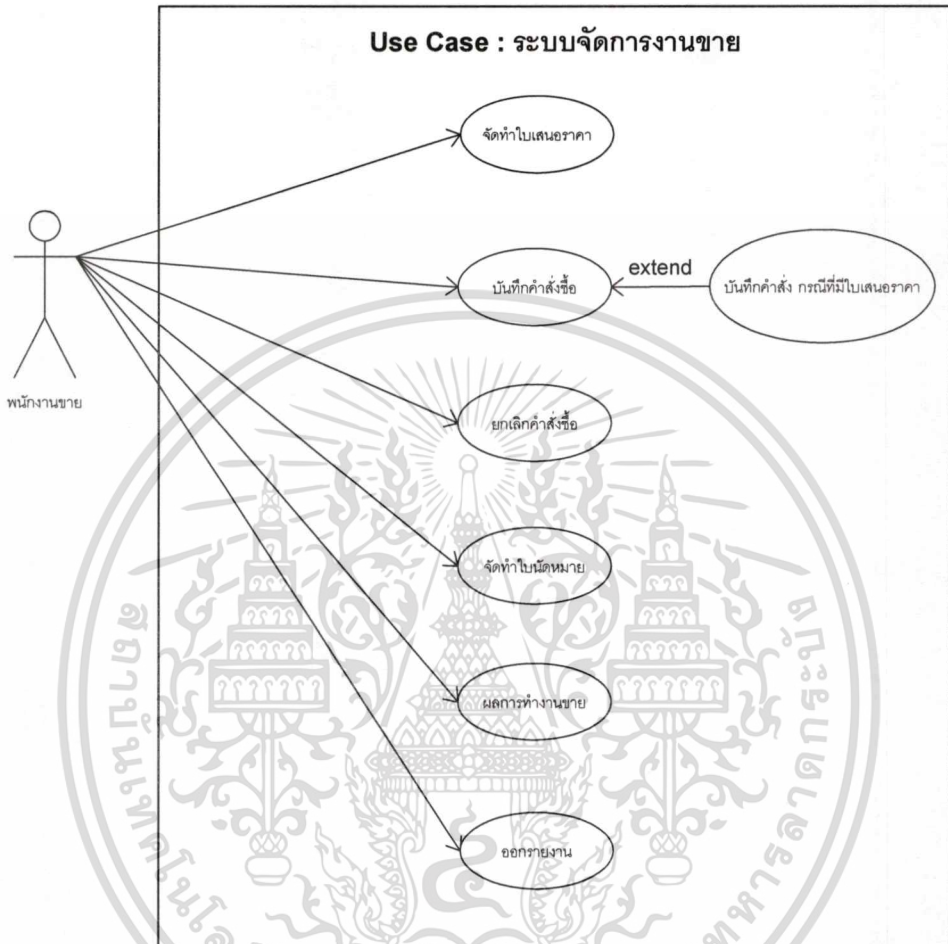 Use Case : ระบบจัดการงานขาย
จัดทำใบเสนอราคา
บันทึกคำสั่งซื้อ
extend
บันทึกคำสั่ง กรณีที่มีใบเสนอราคา
พนักงานขาย
ยกเลิกคำสั่งซื้อ
จัดทำใบนัดหมาย
ผลการทำงานขาย
ออกรายงาน